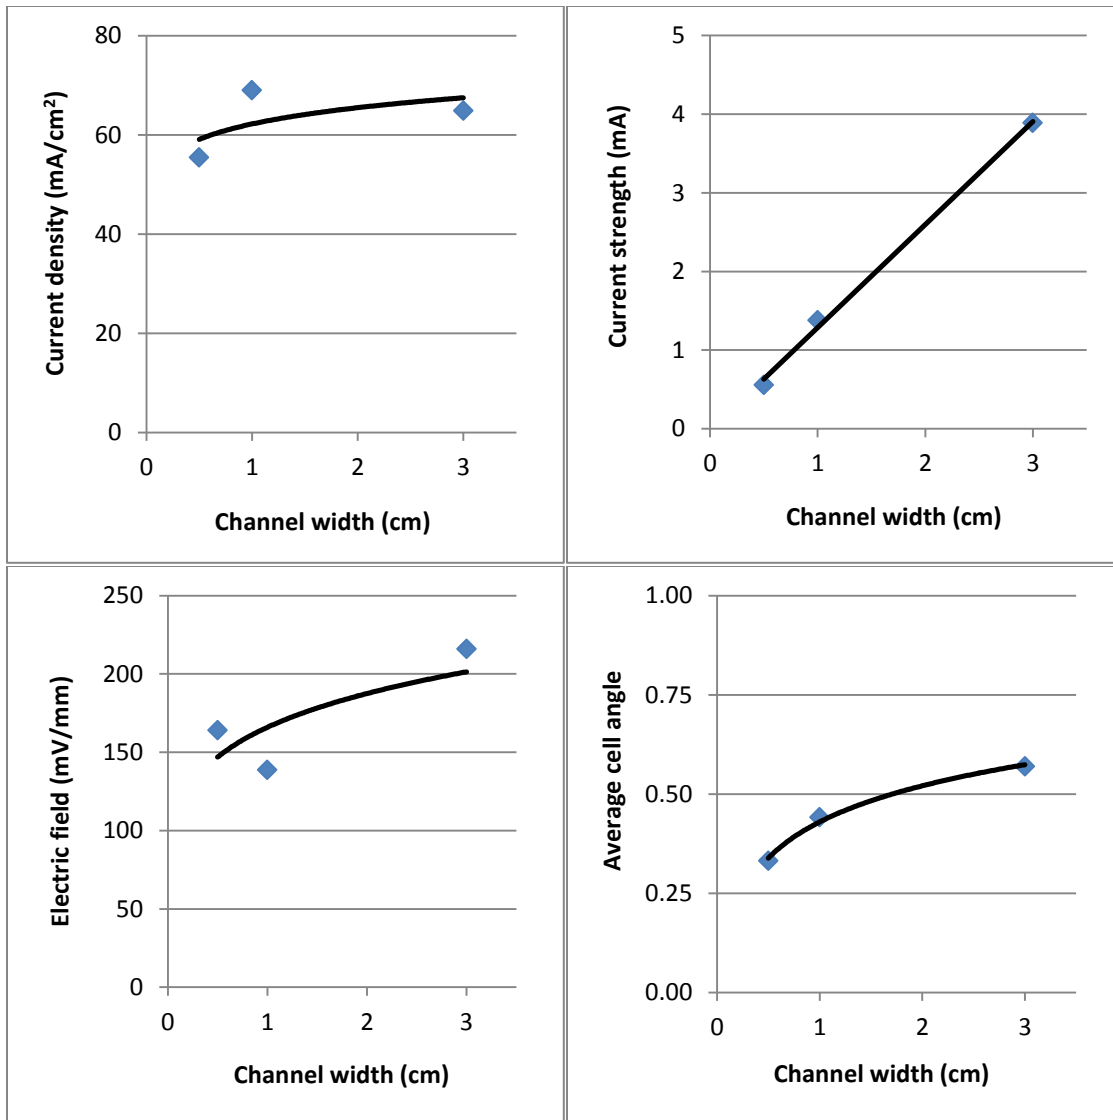 80
60
40
20
0
0 1 2 3
Current density (mA/cm²)
Channel width (cm)
5
4
3
2
1
0
0 1 2 3
Current strength (mA)
Channel width (cm)
250
200
150
100
50
0
0 1 2 3
Electric field (mV/mm)
Channel width (cm)
1.00
0.75
0.50
0.25
0.00
0 1 2 3
Average cell angle
Channel width (cm)